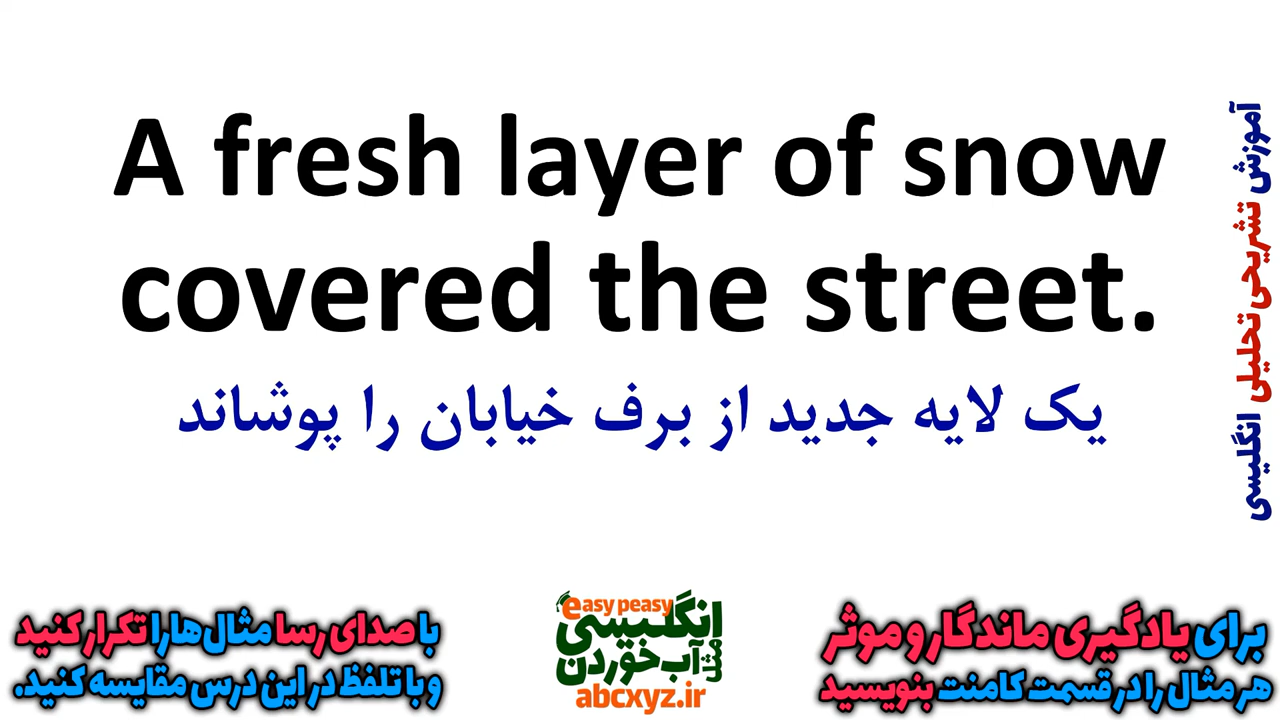 A fresh layer of snow
covered the street.
یک لایه جدید از برف خیابان را پوشاند
آموزش تشریحی تحلیلی انگلیسی
با صدای رسا مثال‌ها را تکرار کنید
و با تلفظ در این درس مقایسه کنید.
easy peasy
انگلیسی
مثل آب خوردن
abcxyz.ir
برای یادگیری ماندگار و موثر
هر مثال را در قسمت کامنت بنویسید